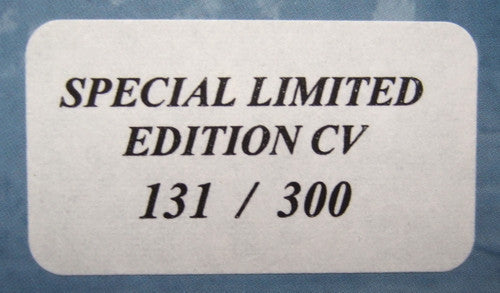 SPECIAL LIMITED
EDITION CV
131 / 300